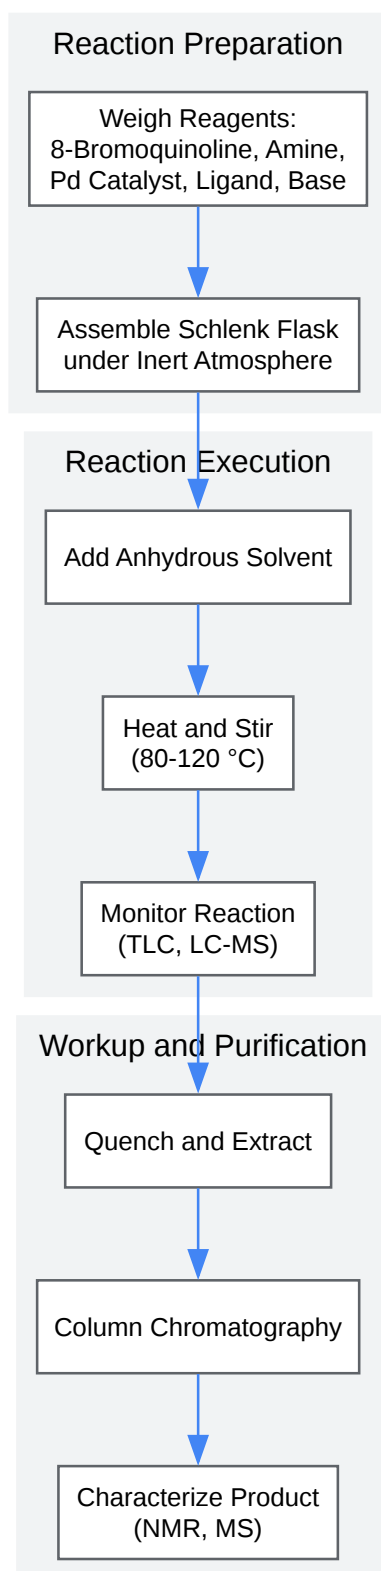 Reaction Preparation
Weigh Reagents:
8-Bromoquinoline, Amine,
Pd Catalyst, Ligand, Base
Assemble Schlenk Flask
under Inert Atmosphere
Reaction Execution
Add Anhydrous Solvent
Heat and Stir
(80-120 °C)
Monitor Reaction
(TLC, LC-MS)
Workup and Purification
Quench and Extract
Column Chromatography
Characterize Product
(NMR, MS)